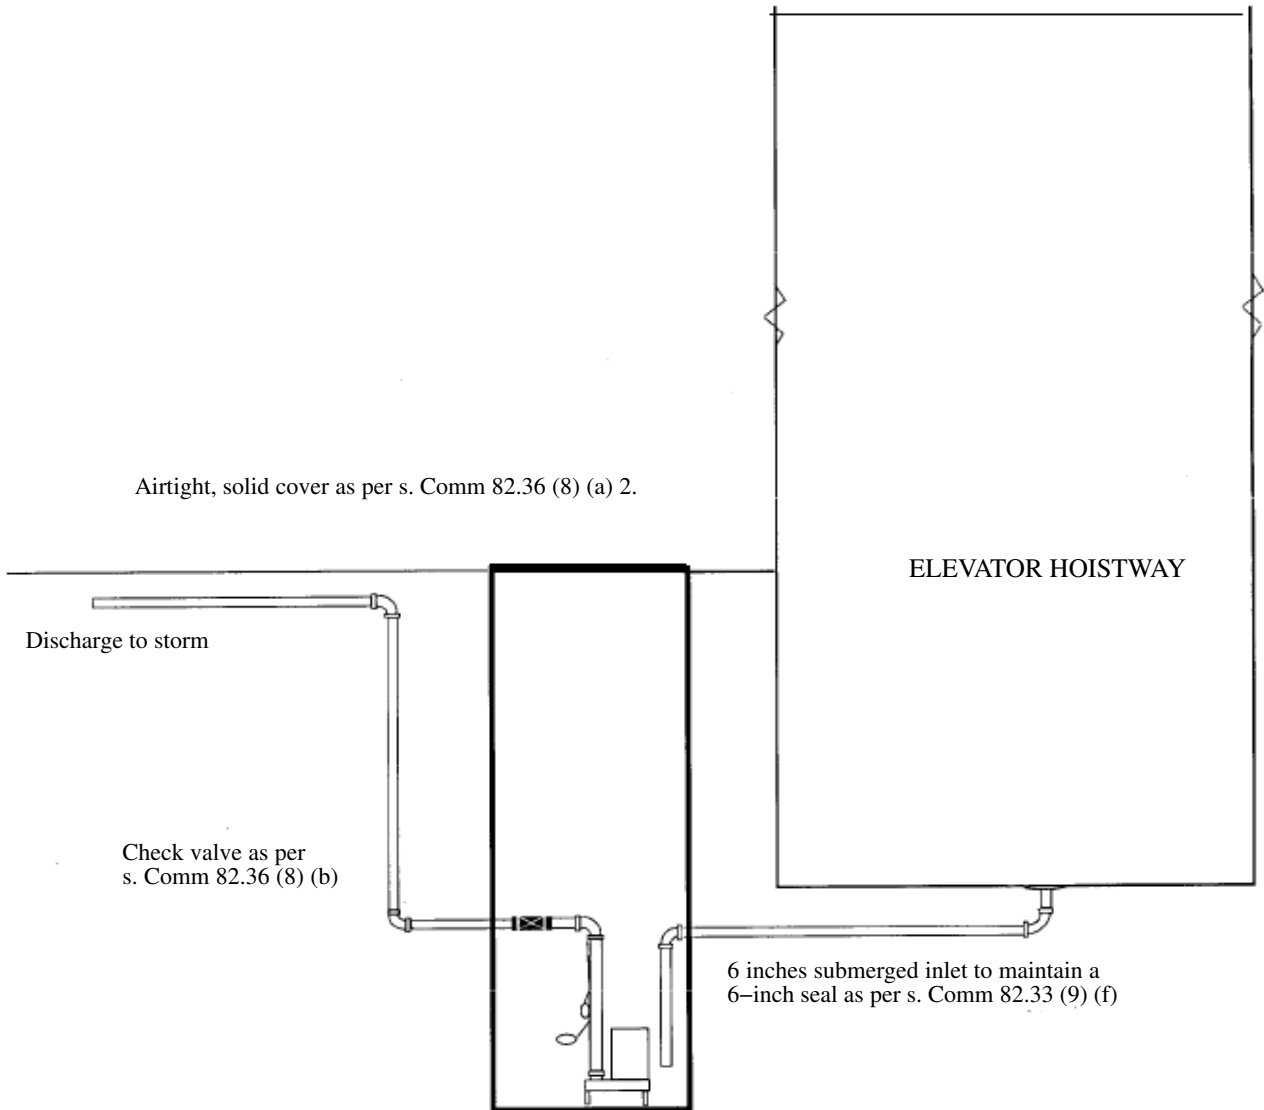 Airtight, solid cover as per s. Comm 82.36 (8) (a) 2.
ELEVATOR HOISTWAY
Discharge to storm
Check valve as per
s. Comm 82.36 (8) (b)
6 inches submerged inlet to maintain a
6−inch seal as per s. Comm 82.33 (9) (f)